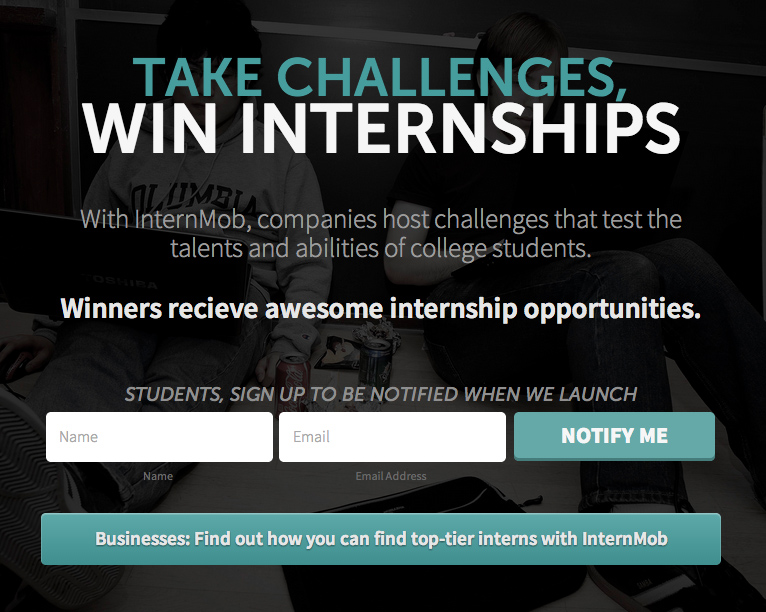 TAKE CHALLENGES,
WIN INTERNSHIPS
COLUMBIA
With InternMob, companies host challenges that test the
talents and abilities of college students.
TOSHIBA
Winners recieve awesome internship opportunities.
STUDENTS, SIGN UP TO BE NOTIFIED WHEN WE LAUNCH
Name
Email
NOTIFY ME
Name
Email Address
Businesses: Find out how you can find top-tier interns with InternMob